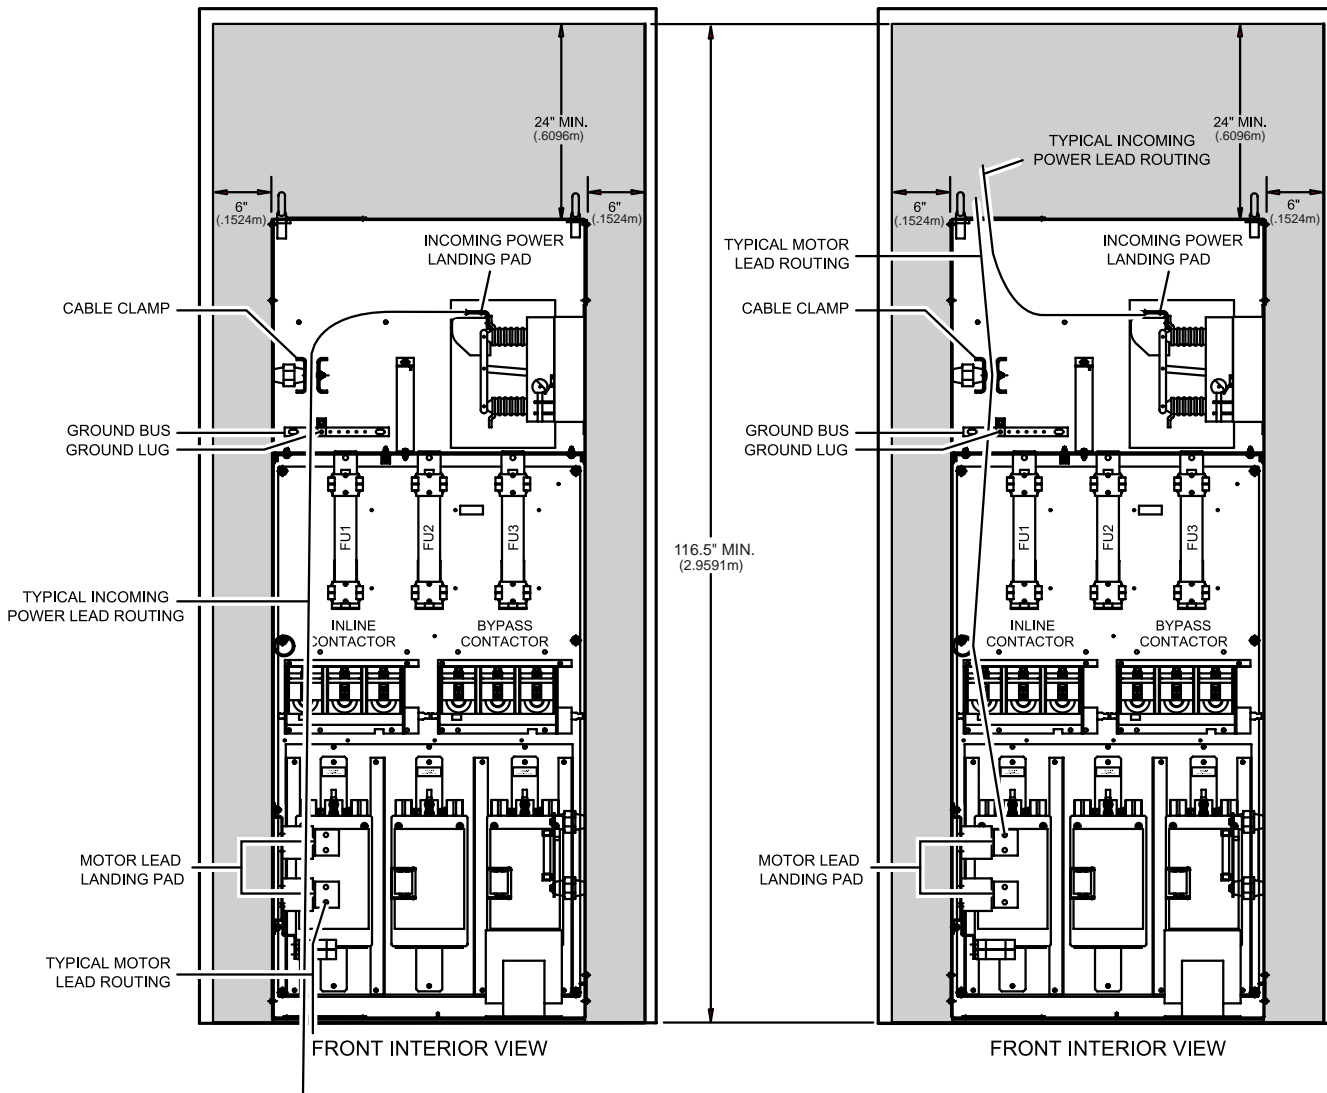 24" MIN.
(.6096m)
6"
(.1524m)
6"
(.1524m)
INCOMING POWER
LANDING PAD
CABLE CLAMP
GROUND BUS
GROUND LUG
FU1
FU2
FU3
TYPICAL INCOMING
POWER LEAD ROUTING
INLINE
CONTACTOR
BYPASS
CONTACTOR
MOTOR LEAD
LANDING PAD
TYPICAL MOTOR
LEAD ROUTING
FRONT INTERIOR VIEW
116.5" MIN.
(2.9591m)
24" MIN.
(.6096m)
TYPICAL INCOMING
POWER LEAD ROUTING
6"
(.1524m)
6"
(.1524m)
TYPICAL MOTOR
LEAD ROUTING
INCOMING POWER
LANDING PAD
CABLE CLAMP
GROUND BUS
GROUND LUG
FU1
FU2
FU3
INLINE
CONTACTOR
BYPASS
CONTACTOR
MOTOR LEAD
LANDING PAD
FRONT INTERIOR VIEW